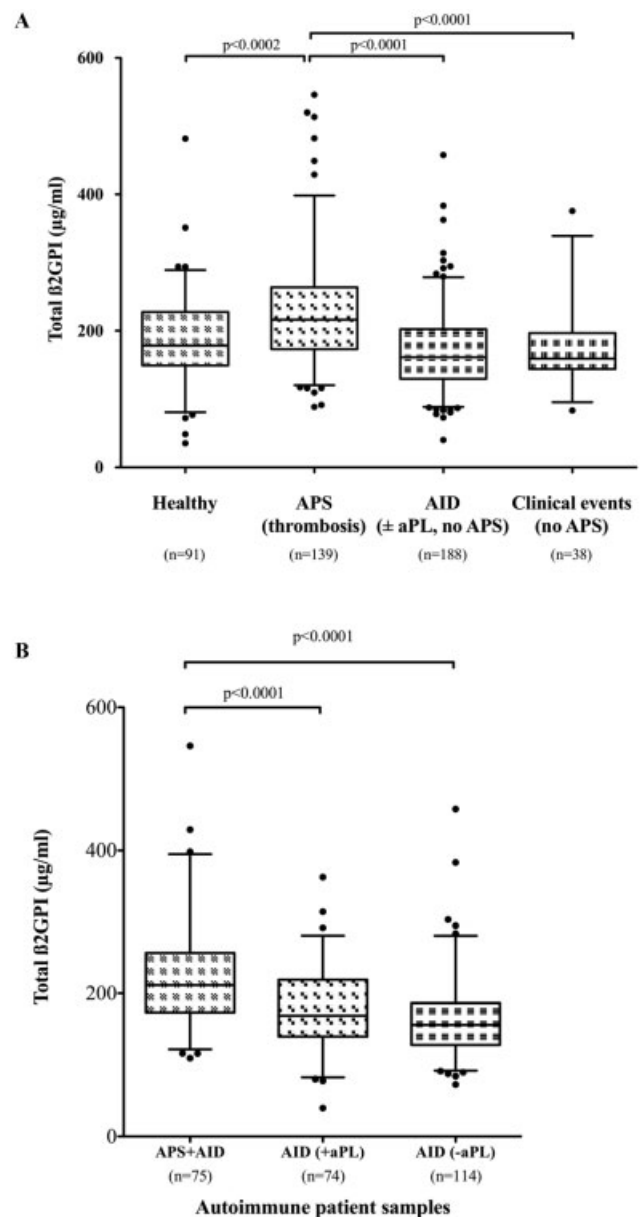 A
p<0.0001
p<0.0002 p<0.0001
600
400
200
0
Total ß2GPI (µg/ml)
Healthy APS AID Clinical events
(thrombosis) (± aPL, no APS) (no APS)
(n=91) (n=139) (n=188) (n=38)
B
p<0.0001
p<0.0001
600
400
200
0
Total ß2GPI (µg/ml)
APS+AID AID (+aPL) AID (-aPL)
(n=75) (n=74) (n=114)
Autoimmune patient samples